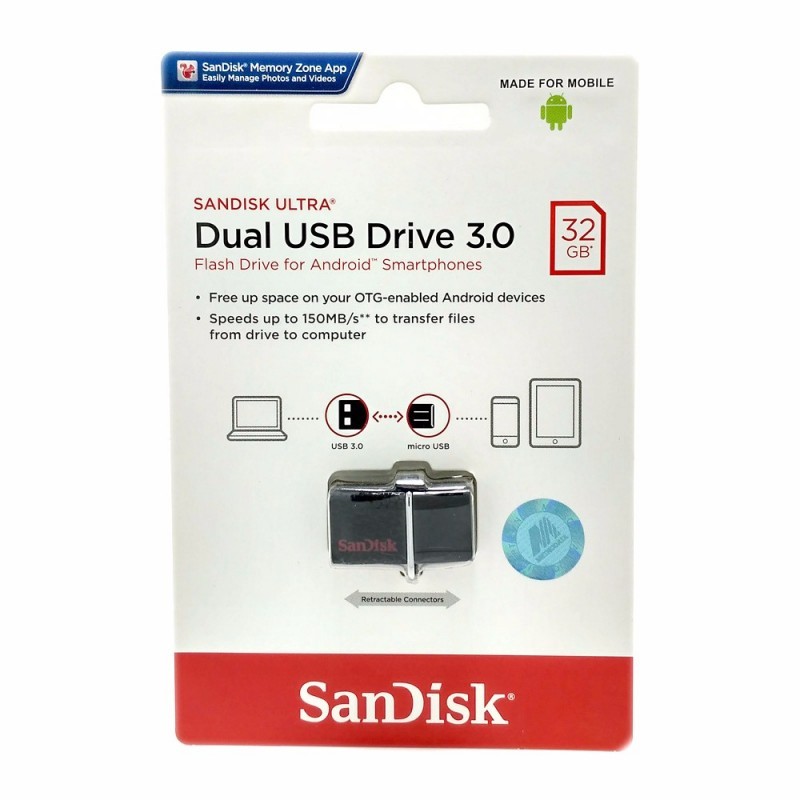 SanDisk® Memory Zone App
Easily Manage Photos and Videos
MADE FOR MOBILE
SANDISK ULTRA®
Dual USB Drive 3.0
Flash Drive for Android™ Smartphones
32
GB*
• Free up space on your OTG-enabled Android devices
• Speeds up to 150MB/s** to transfer files
from drive to computer
USB 3.0
micro USB
SanDisk
Retractable Connectors
SanDisk®